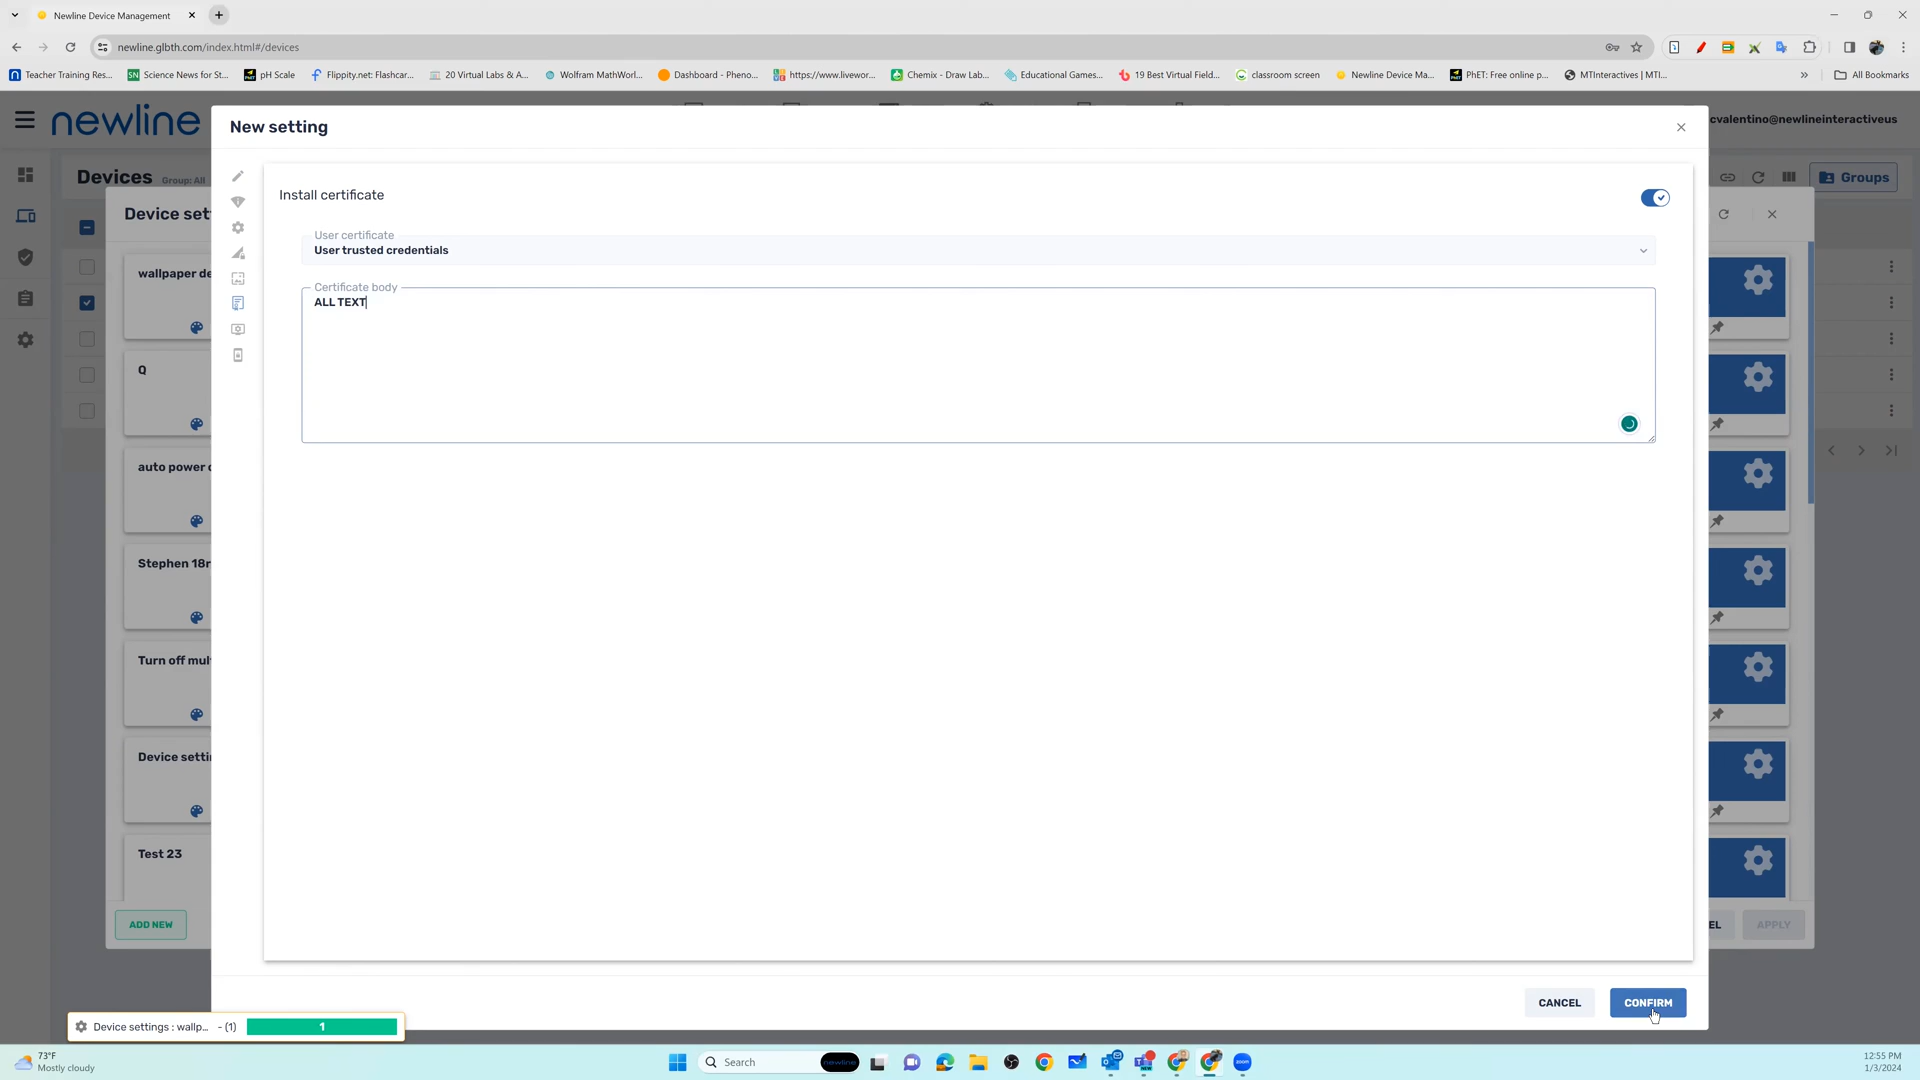 Newline Device Management
newline.glbth.com/index.html#/devices
Teacher Training Res...
Science News for St...
pH Scale
Flippity.net: Flashcar...
20 Virtual Labs & A...
Wolfram MathWorl...
Dashboard - Pheno...
https://www.livewor...
Chemix - Draw Lab...
Educational Games...
19 Best Virtual Field...
classroom screen
Newline Device Ma...
PhET: Free online p...
MTInteractives | MTI...
All Bookmarks
newline
New setting
cvalentino@newlineinteractiveus
Devices Group: All
Groups
Install certificate
Device set
User certificate
User trusted credentials
wallpaper de
Certificate body
ALL TEXT
Q
auto power o
Stephen 18r
Turn off mul
Device setti
Test 23
ADD NEW
EL
APPLY
CANCEL
CONFIRM
Device settings : wallp... - (1)
1
73°F
Mostly cloudy
Search
newline
12:55 PM
1/3/2024